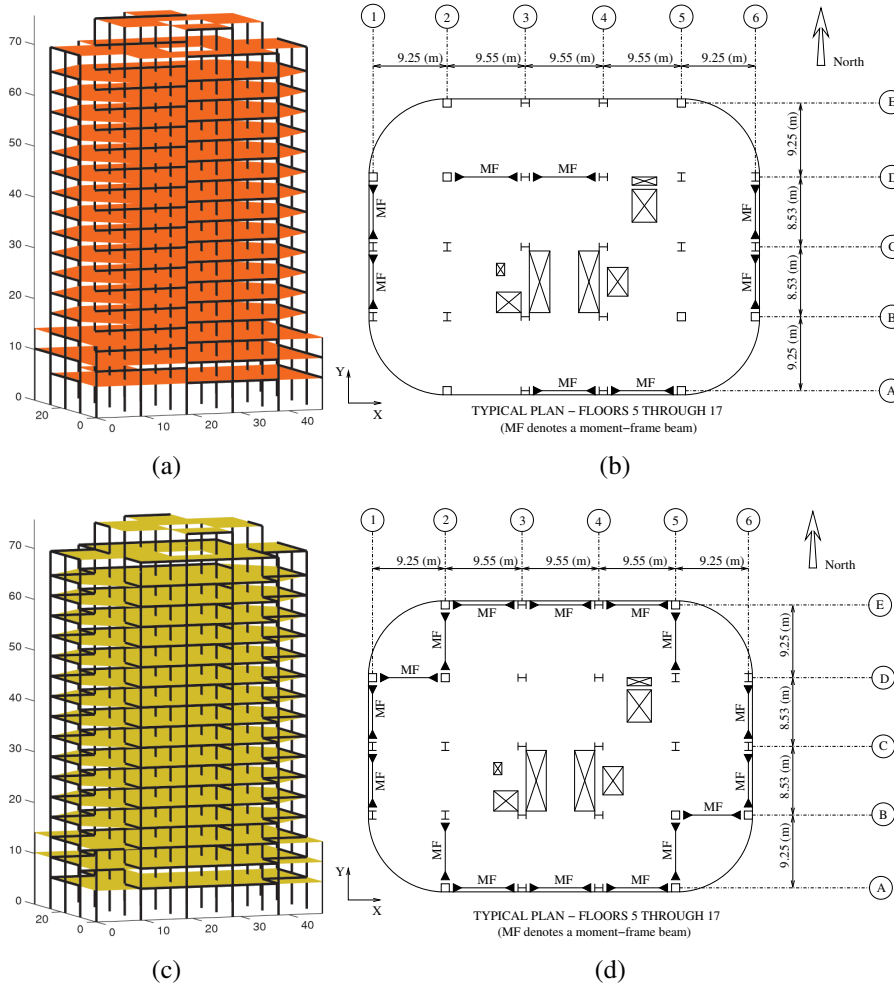 70
60
50
40
30
20
10
0
20
0
0
10
20
30
40
(a)
1
2
3
4
5
6
9.25 (m)
9.55 (m)
9.55 (m)
9.55 (m)
9.25 (m)
North
E
9.25 (m)
MF
MF
D
MF
MF
8.53 (m)
C
MF
MF
8.53 (m)
B
9.25 (m)
Y
MF
MF
A
X
TYPICAL PLAN − FLOORS 5 THROUGH 17
(MF denotes a moment−frame beam)
(b)
70
60
50
40
30
20
10
0
20
0
0
10
20
30
40
(c)
1
2
3
4
5
6
9.25 (m)
9.55 (m)
9.55 (m)
9.55 (m)
9.25 (m)
North
E
MF
MF
MF
MF
MF
9.25 (m)
MF
D
MF
MF
8.53 (m)
C
MF
MF
8.53 (m)
MF
B
MF
MF
9.25 (m)
Y
MF
MF
MF
A
X
TYPICAL PLAN − FLOORS 5 THROUGH 17
(MF denotes a moment−frame beam)
(d)